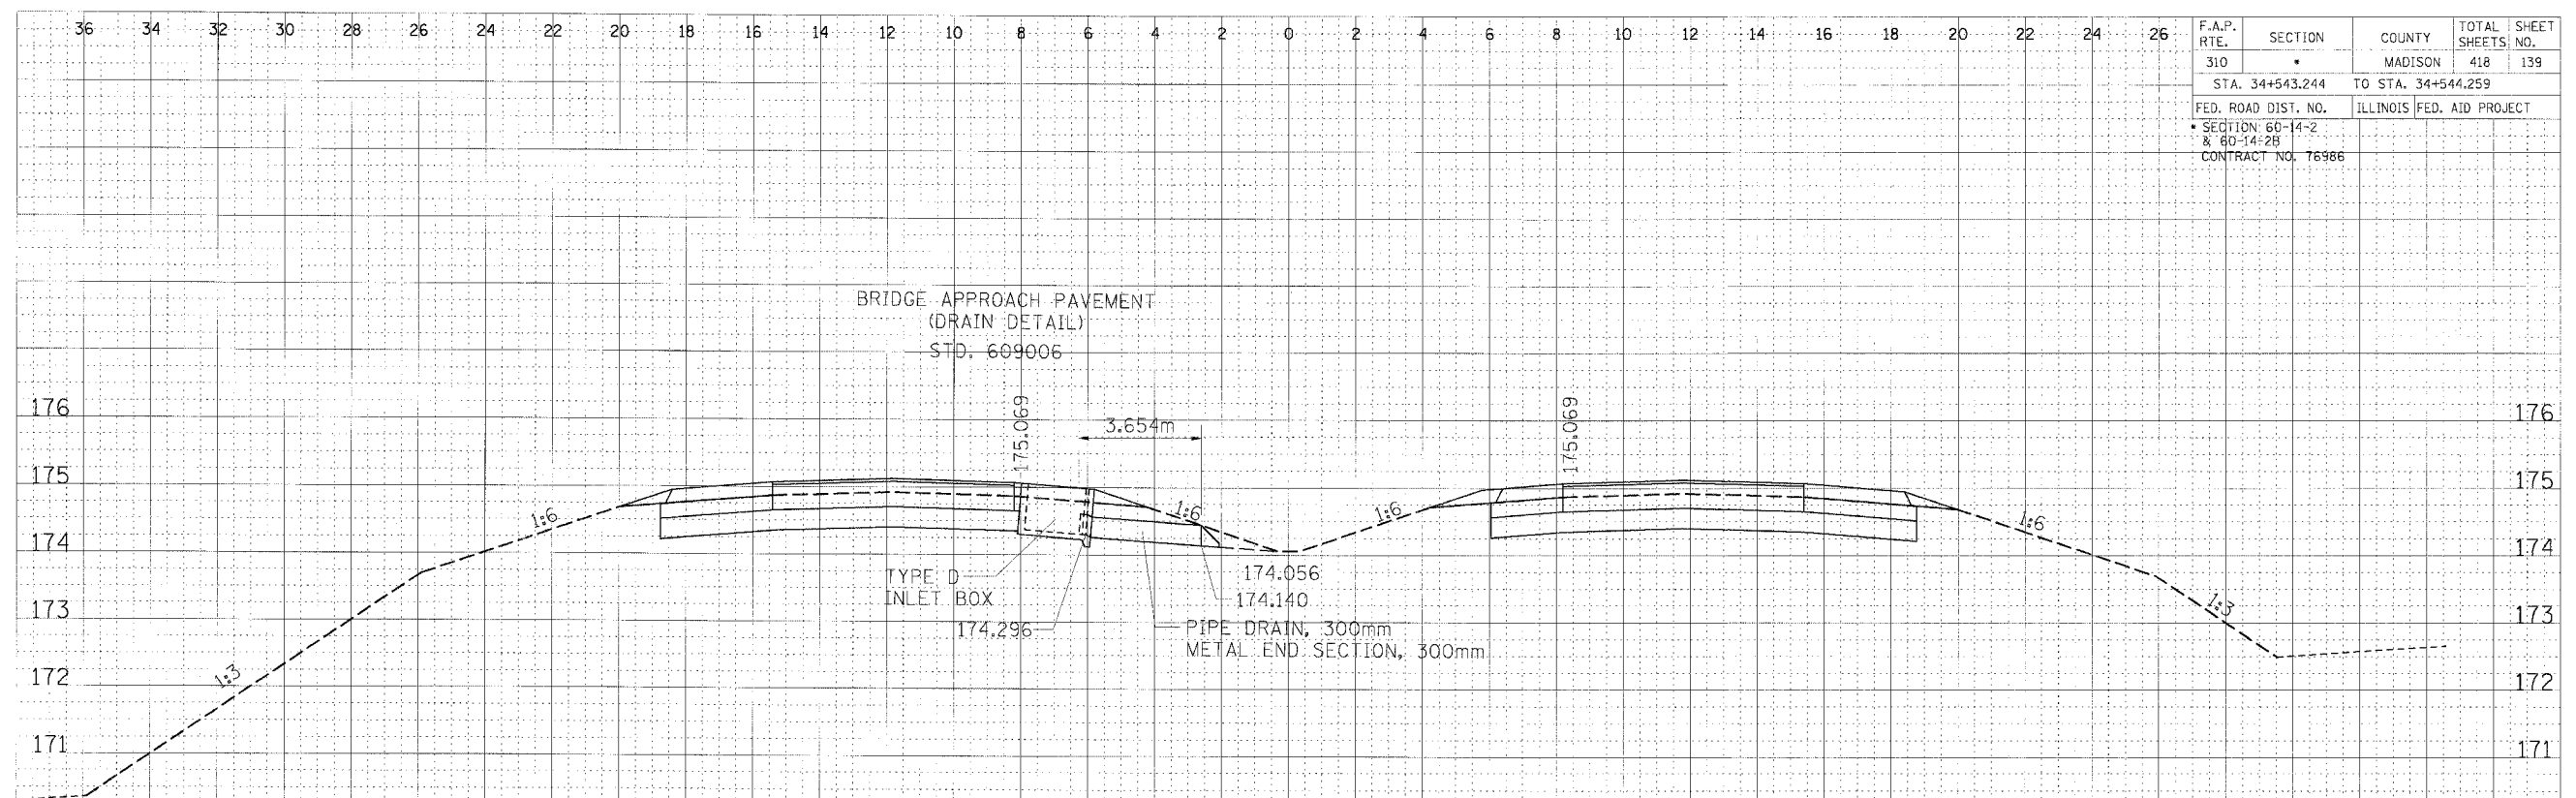 36 34 32 30 28 26 24 22 20 18 16 14 12 10 8 6 4 2 0 2 4 6 8 10 12 14 16 18 20 22 24 26
F.A.P. RTE. SECTION COUNTY TOTAL SHEETS SHEET NO.
310 * MADISON 418 139
STA. 34+543.244 TO STA. 34+544.259
FED. ROAD DIST. NO. ILLINOIS FED. AID PROJECT
* SECTION 60-14-2
& 60-14-2B
CONTRACT NO. 76986
BRIDGE APPROACH PAVEMENT
(DRAIN DETAIL)
STD. 609006
176 175.069 3.654m 175.069 176
175 175
1:6 1:6 1:6 1:6
174 174
TYPE D
INLET BOX
174.056
174.140
174.296
173 1:3 173
PIPE DRAIN, 300mm
METAL END SECTION, 300mm
1:3
172 172
171 171